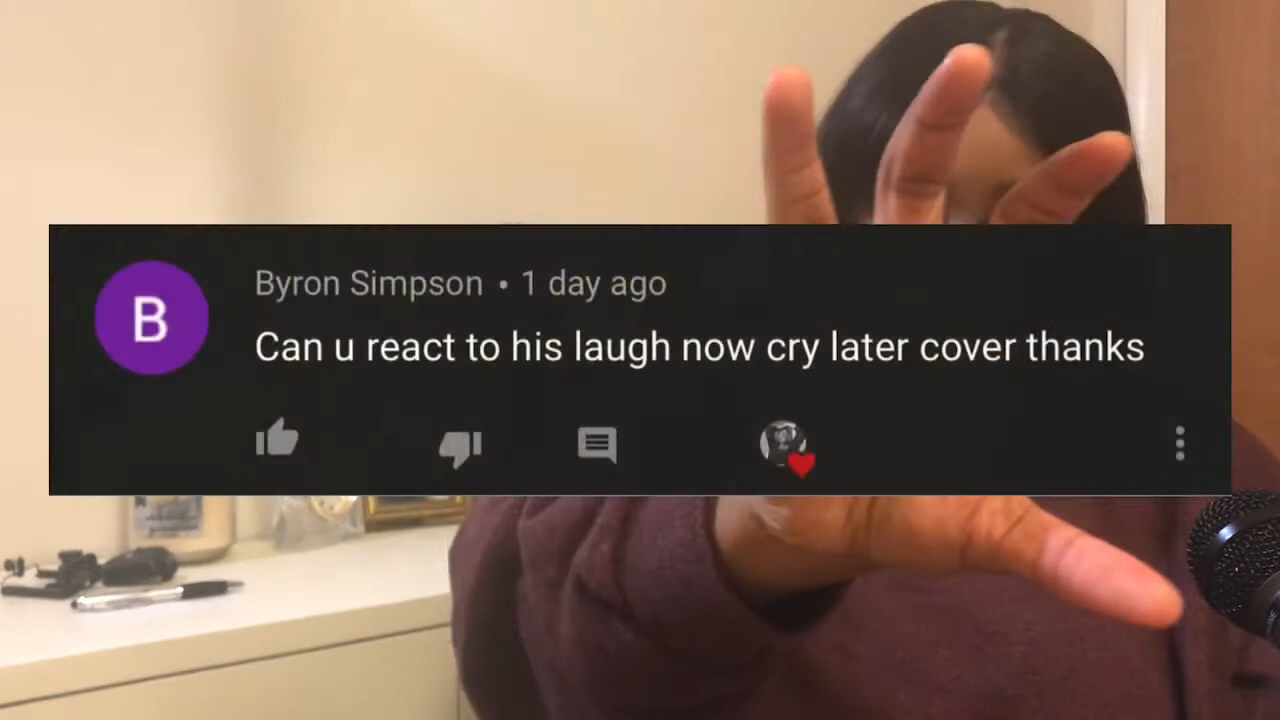 B
Byron Simpson • 1 day ago
Can u react to his laugh now cry later cover thanks